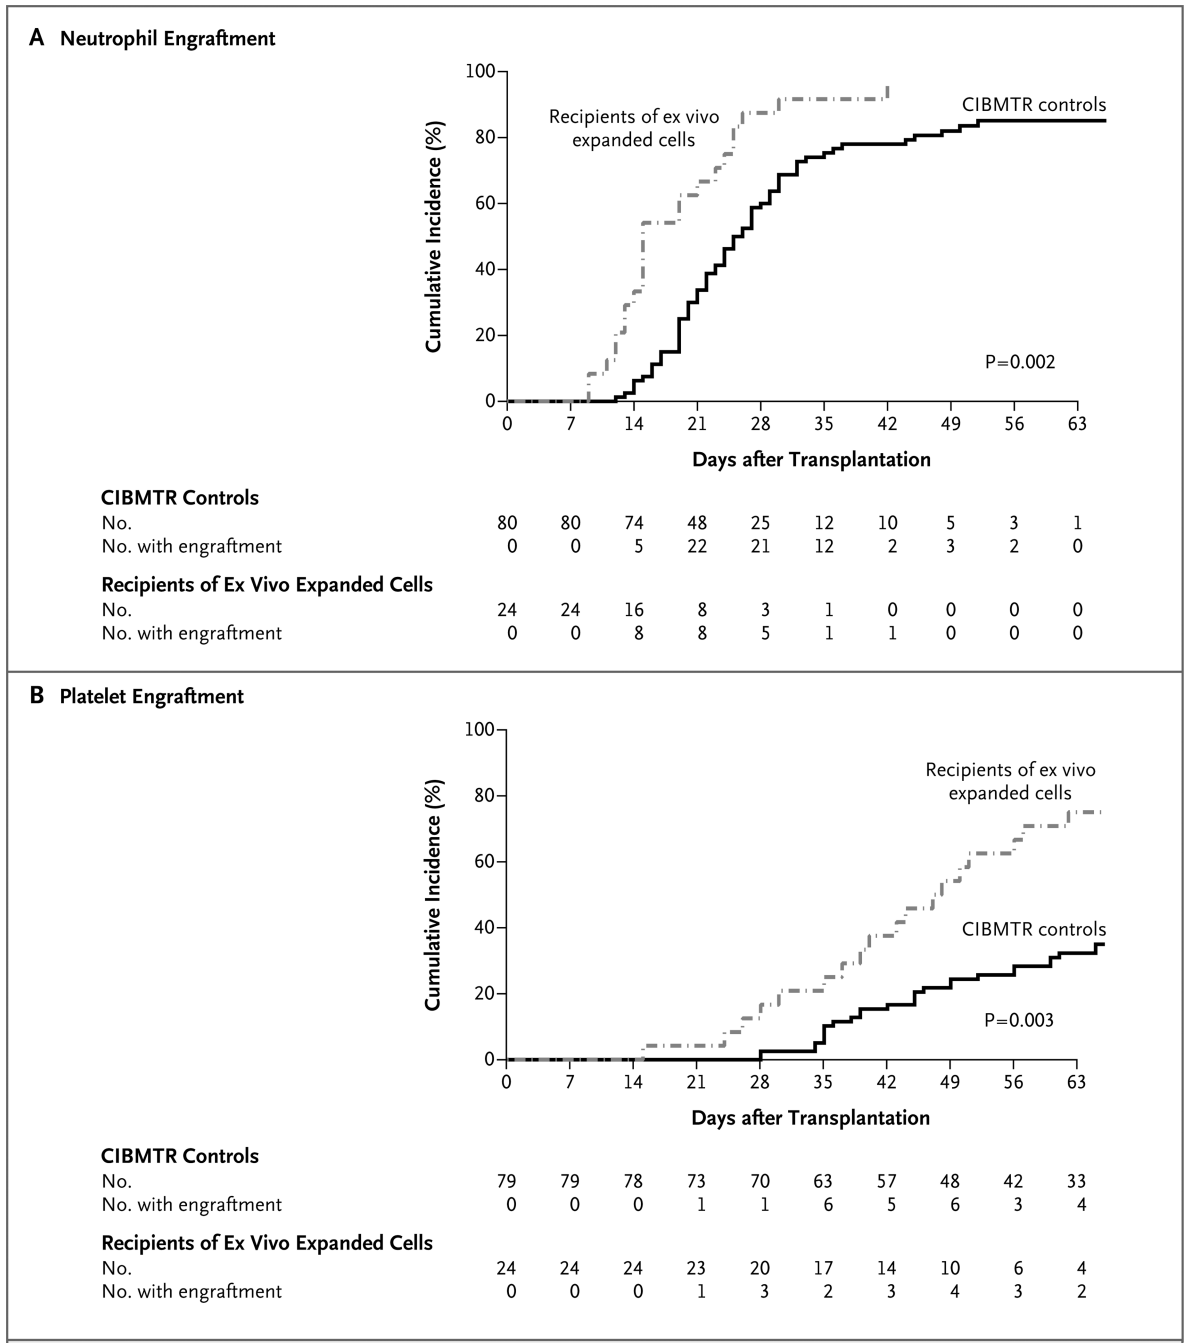 A Neutrophil Engraftment
100
80
60
40
20
0
Cumulative Incidence (%)
Recipients of ex vivo
expanded cells
CIBMTR controls
P=0.002
0 7 14 21 28 35 42 49 56 63
Days after Transplantation
CIBMTR Controls
No. 80 80 74 48 25 12 10 5 3 1
No. with engraftment 0 0 5 22 21 12 2 3 2 0
Recipients of Ex Vivo Expanded Cells
No. 24 24 16 8 3 1 0 0 0 0
No. with engraftment 0 0 8 8 5 1 1 0 0 0
B Platelet Engraftment
100
80
60
40
20
0
Cumulative Incidence (%)
Recipients of ex vivo
expanded cells
CIBMTR controls
P=0.003
0 7 14 21 28 35 42 49 56 63
Days after Transplantation
CIBMTR Controls
No. 79 79 78 73 70 63 57 48 42 33
No. with engraftment 0 0 0 1 1 6 5 6 3 4
Recipients of Ex Vivo Expanded Cells
No. 24 24 24 23 20 17 14 10 6 4
No. with engraftment 0 0 0 1 3 2 3 4 3 2